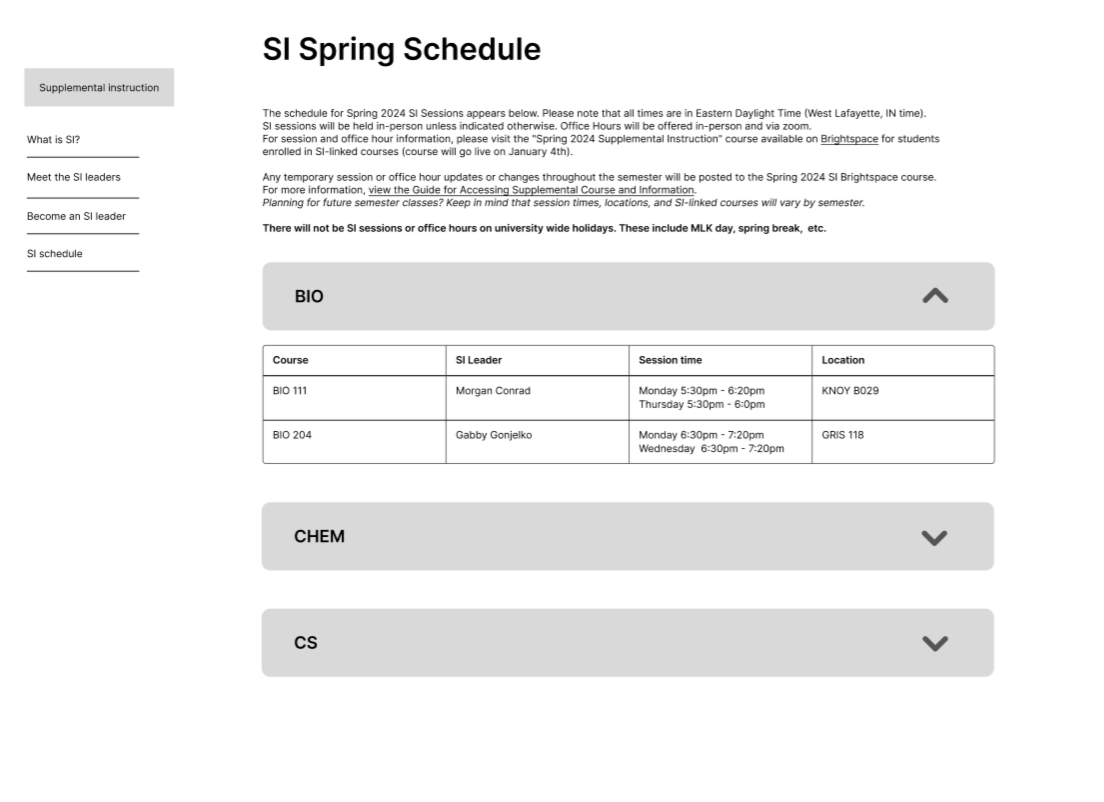 SI Spring Schedule
Supplemental instruction
What is SI?
Meet the SI leaders
Become an SI leader
SI schedule
The schedule for Spring 2024 SI Sessions appears below. Please note that all times are in Eastern Daylight Time (West Lafayette, IN time).
SI sessions will be held in-person unless indicated otherwise. Office Hours will be offered in-person and via zoom.
For session and office hour information, please visit the "Spring 2024 Supplemental Instruction" course available on Brightspace for students
enrolled in SI-linked courses (course will go live on January 4th).
Any temporary session or office hour updates or changes throughout the semester will be posted to the Spring 2024 SI Brightspace course.
For more information, view the Guide for Accessing Supplemental Course and Information.
Planning for future semester classes? Keep in mind that session times, locations, and SI-linked courses will vary by semester.
There will not be SI sessions or office hours on university wide holidays. These include MLK day, spring break, etc.
BIO
Course SI Leader Session time Location
BIO 111 Morgan Conrad Monday 5:30pm - 6:20pm KNOY B029
Thursday 5:30pm - 6:0pm
BIO 204 Gabby Gonjelko Monday 6:30pm - 7:20pm GRIS 118
Wednesday 6:30pm - 7:20pm
CHEM
CS